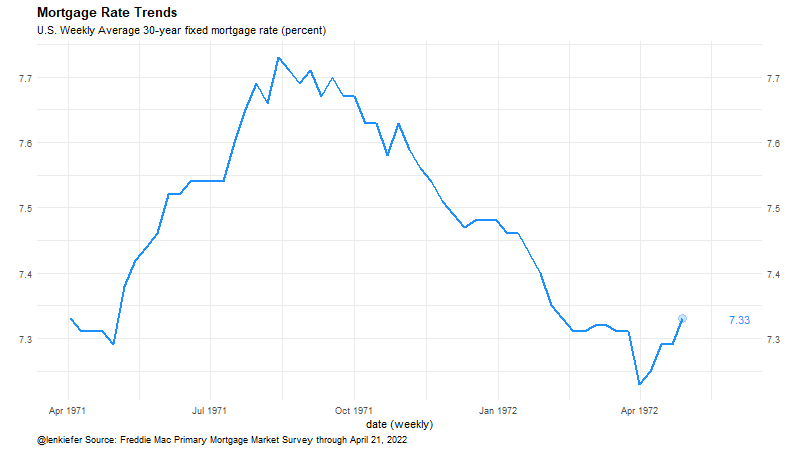 Mortgage Rate Trends
U.S. Weekly Average 30-year fixed mortgage rate (percent)
7.7 7.7
7.6 7.6
7.5 7.5
7.4 7.4
7.33
7.3 7.3
Apr 1971 Jul 1971 Oct 1971 Jan 1972 Apr 1972
date (weekly)
@lenkiefer Source: Freddie Mac Primary Mortgage Market Survey through April 21, 2022